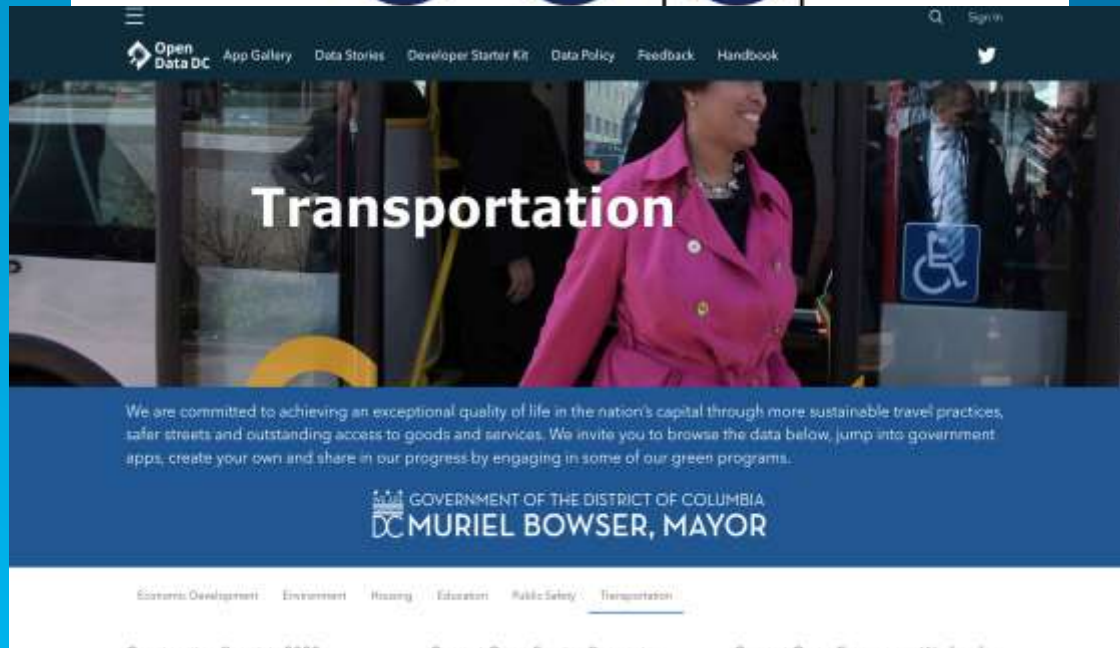 Sign In
Open
Data DC
App Gallery Data Stories Developer Starter Kit Data Policy Feedback Handbook
Transportation
We are committed to achieving an exceptional quality of life in the nation's capital through more sustainable travel practices,
safer streets and outstanding access to goods and services. We invite you to browse the data below, jump into government
apps, create your own and share in our progress by engaging in some of our green programs.
GOVERNMENT OF THE DISTRICT OF COLUMBIA
DC MURIEL BOWSER, MAYOR
Economic Development Environment Housing Education Public Safety Transportation